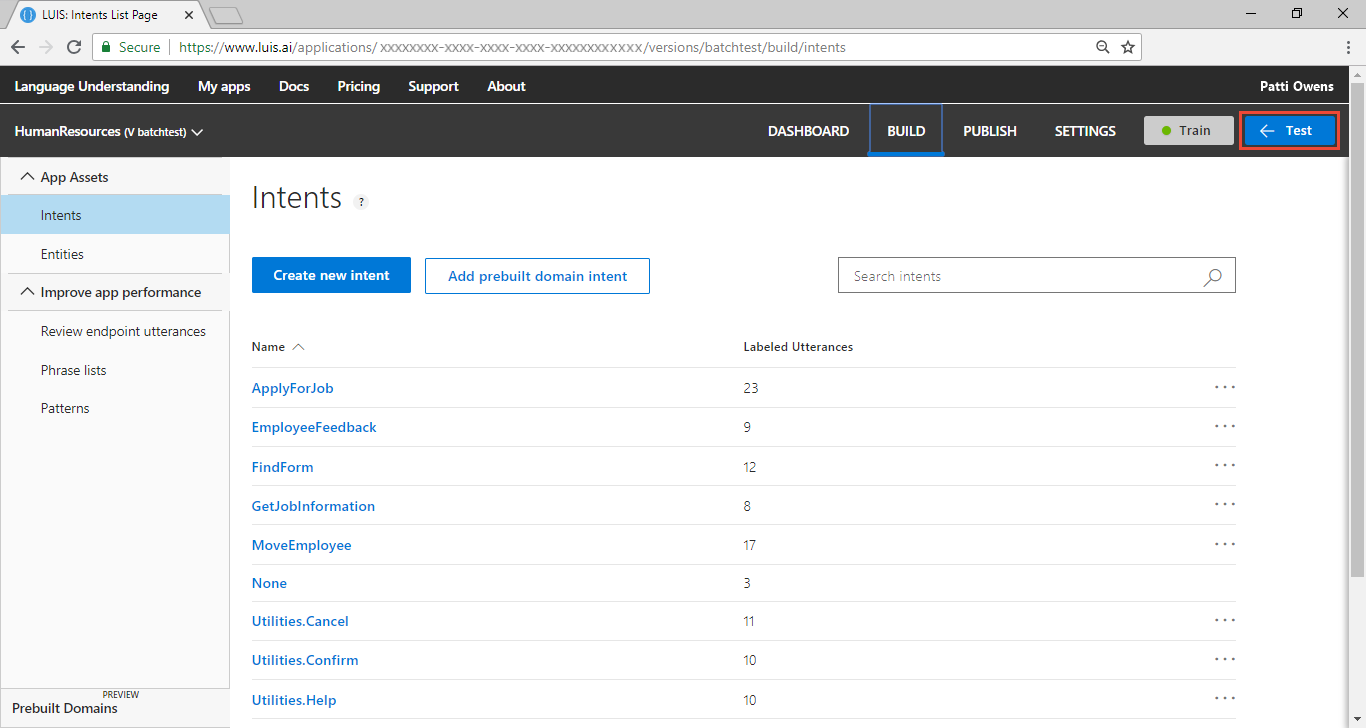 LUIS: Intents List Page
Secure https://www.luis.ai/applications/ xxxxxxxx-xxxx-xxxx-xxxx-xxxxxxxxxxxx/versions/batchtest/build/intents
Language Understanding My apps Docs Pricing Support About Patti Owens
HumanResources (V batchtest) DASHBOARD BUILD PUBLISH SETTINGS Train Test
App Assets
Intents
Entities
Improve app performance
Review endpoint utterances
Phrase lists
Patterns
PREVIEW
Prebuilt Domains
Intents ?
Create new intent Add prebuilt domain intent Search intents
Name Labeled Utterances
ApplyForJob 23 ...
EmployeeFeedback 9 ...
FindForm 12 ...
GetJobInformation 8 ...
MoveEmployee 17 ...
None 3
Utilities.Cancel 11 ...
Utilities.Confirm 10 ...
Utilities.Help 10 ...